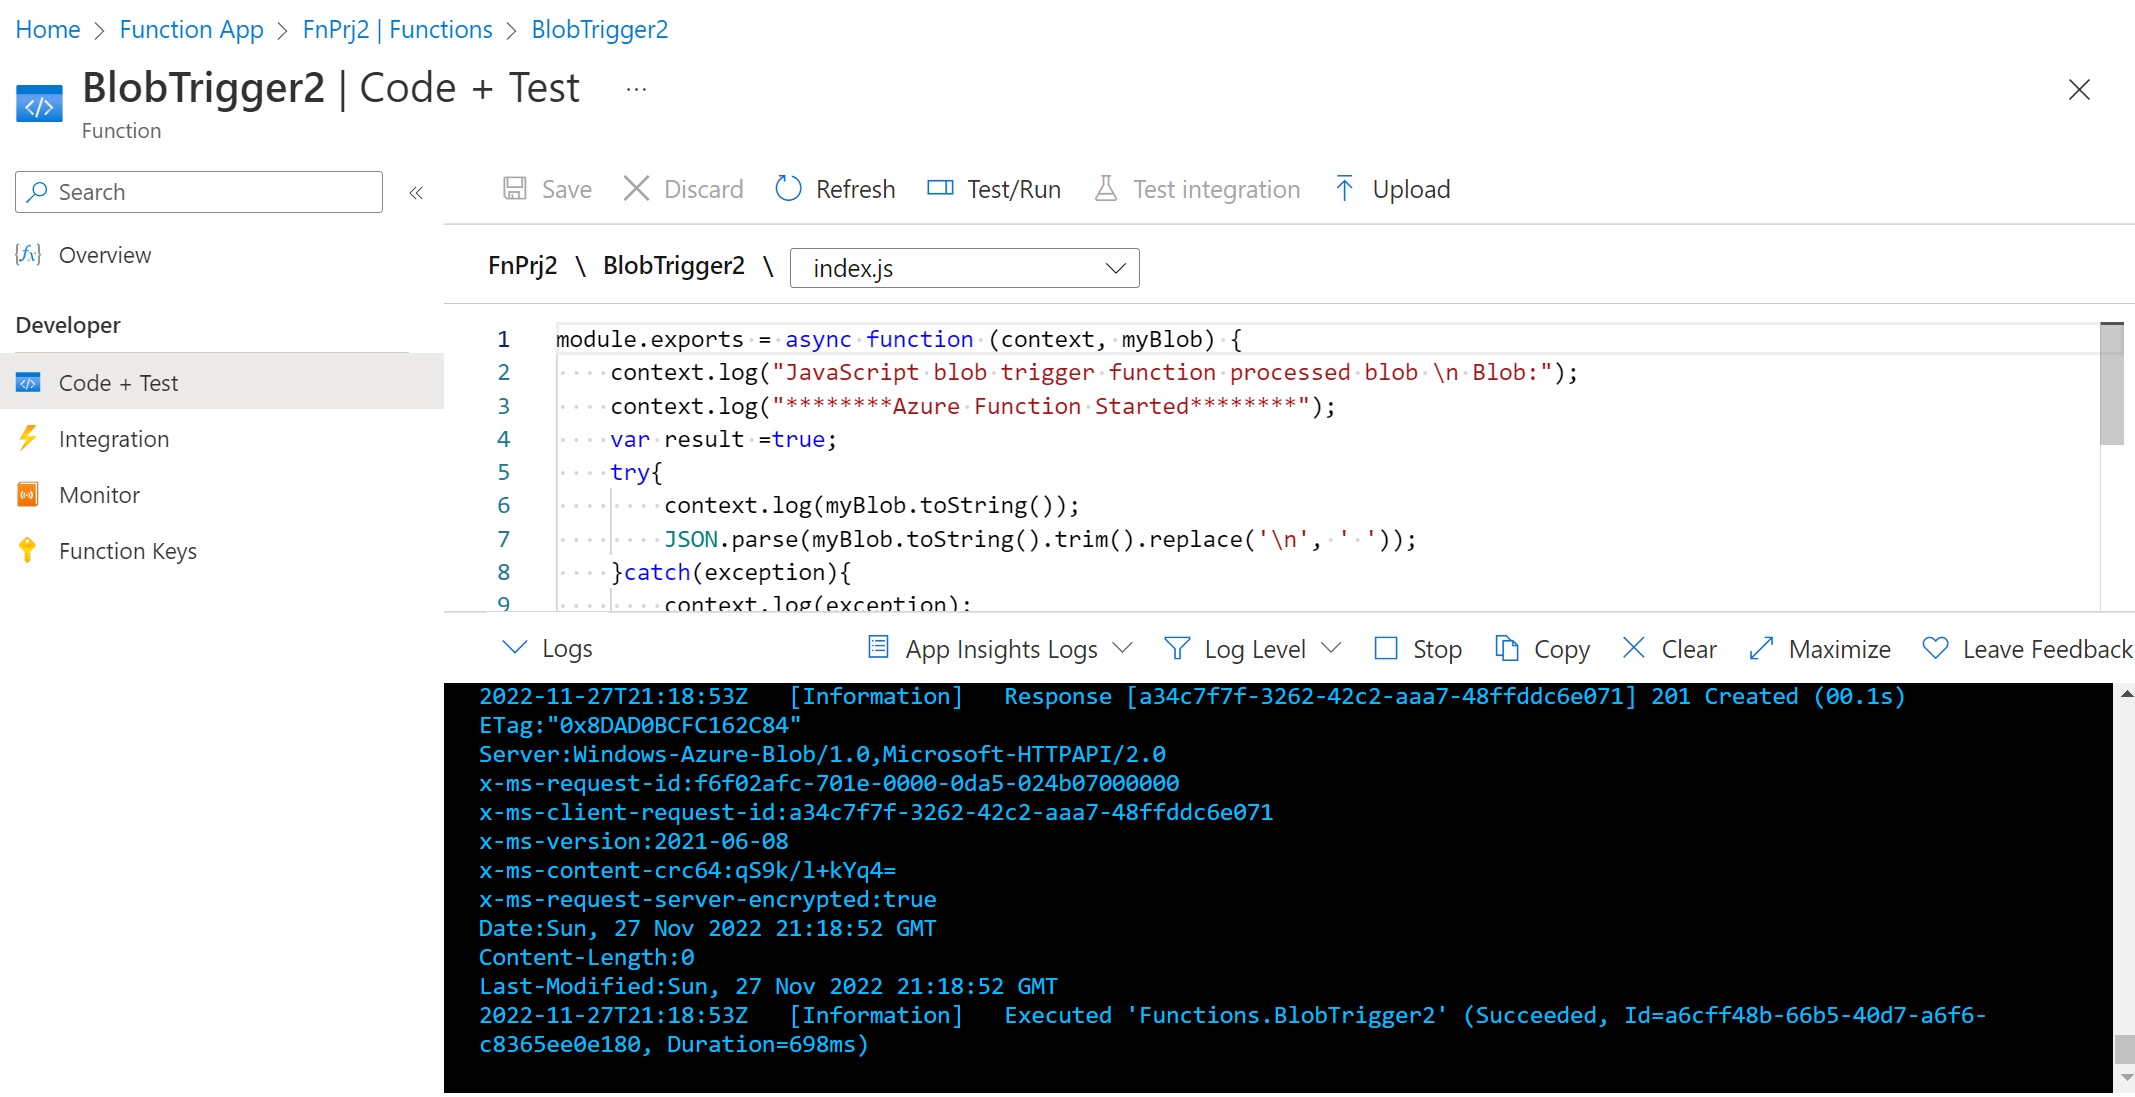 Home > Function App > FnPrj2 | Functions > BlobTrigger2
BlobTrigger2 | Code + Test ...
Function
Search «
Save Discard Refresh Test/Run Test integration Upload
Overview
FnPrj2 \ BlobTrigger2 \ index.js
Developer
Code + Test
Integration
Monitor
Function Keys
1 module.exports = async function (context, myBlob) {
2 context.log("JavaScript blob trigger function processed blob \n Blob:");
3 context.log("********Azure Function Started********");
4 var result =true;
5 try{
6 context.log(myBlob.toString());
7 JSON.parse(myBlob.toString().trim().replace('\n', ' '));
8 }catch(exception){
9 context.log(exception);
Logs App Insights Logs Log Level Stop Copy Clear Maximize Leave Feedback
2022-11-27T21:18:53Z [Information] Response [a34c7f7f-3262-42c2-aaa7-48ffddc6e071] 201 Created (00.1s)
ETag:"0x8DAD0BCFC162C84"
Server:Windows-Azure-Blob/1.0,Microsoft-HTTPAPI/2.0
x-ms-request-id:f6f02afc-701e-0000-0da5-024b07000000
x-ms-client-request-id:a34c7f7f-3262-42c2-aaa7-48ffddc6e071
x-ms-version:2021-06-08
x-ms-content-crc64:qS9k/l+kYq4=
x-ms-request-server-encrypted:true
Date:Sun, 27 Nov 2022 21:18:52 GMT
Content-Length:0
Last-Modified:Sun, 27 Nov 2022 21:18:52 GMT
2022-11-27T21:18:53Z [Information] Executed 'Functions.BlobTrigger2' (Succeeded, Id=a6cff48b-66b5-40d7-a6f6-
c8365ee0e180, Duration=698ms)